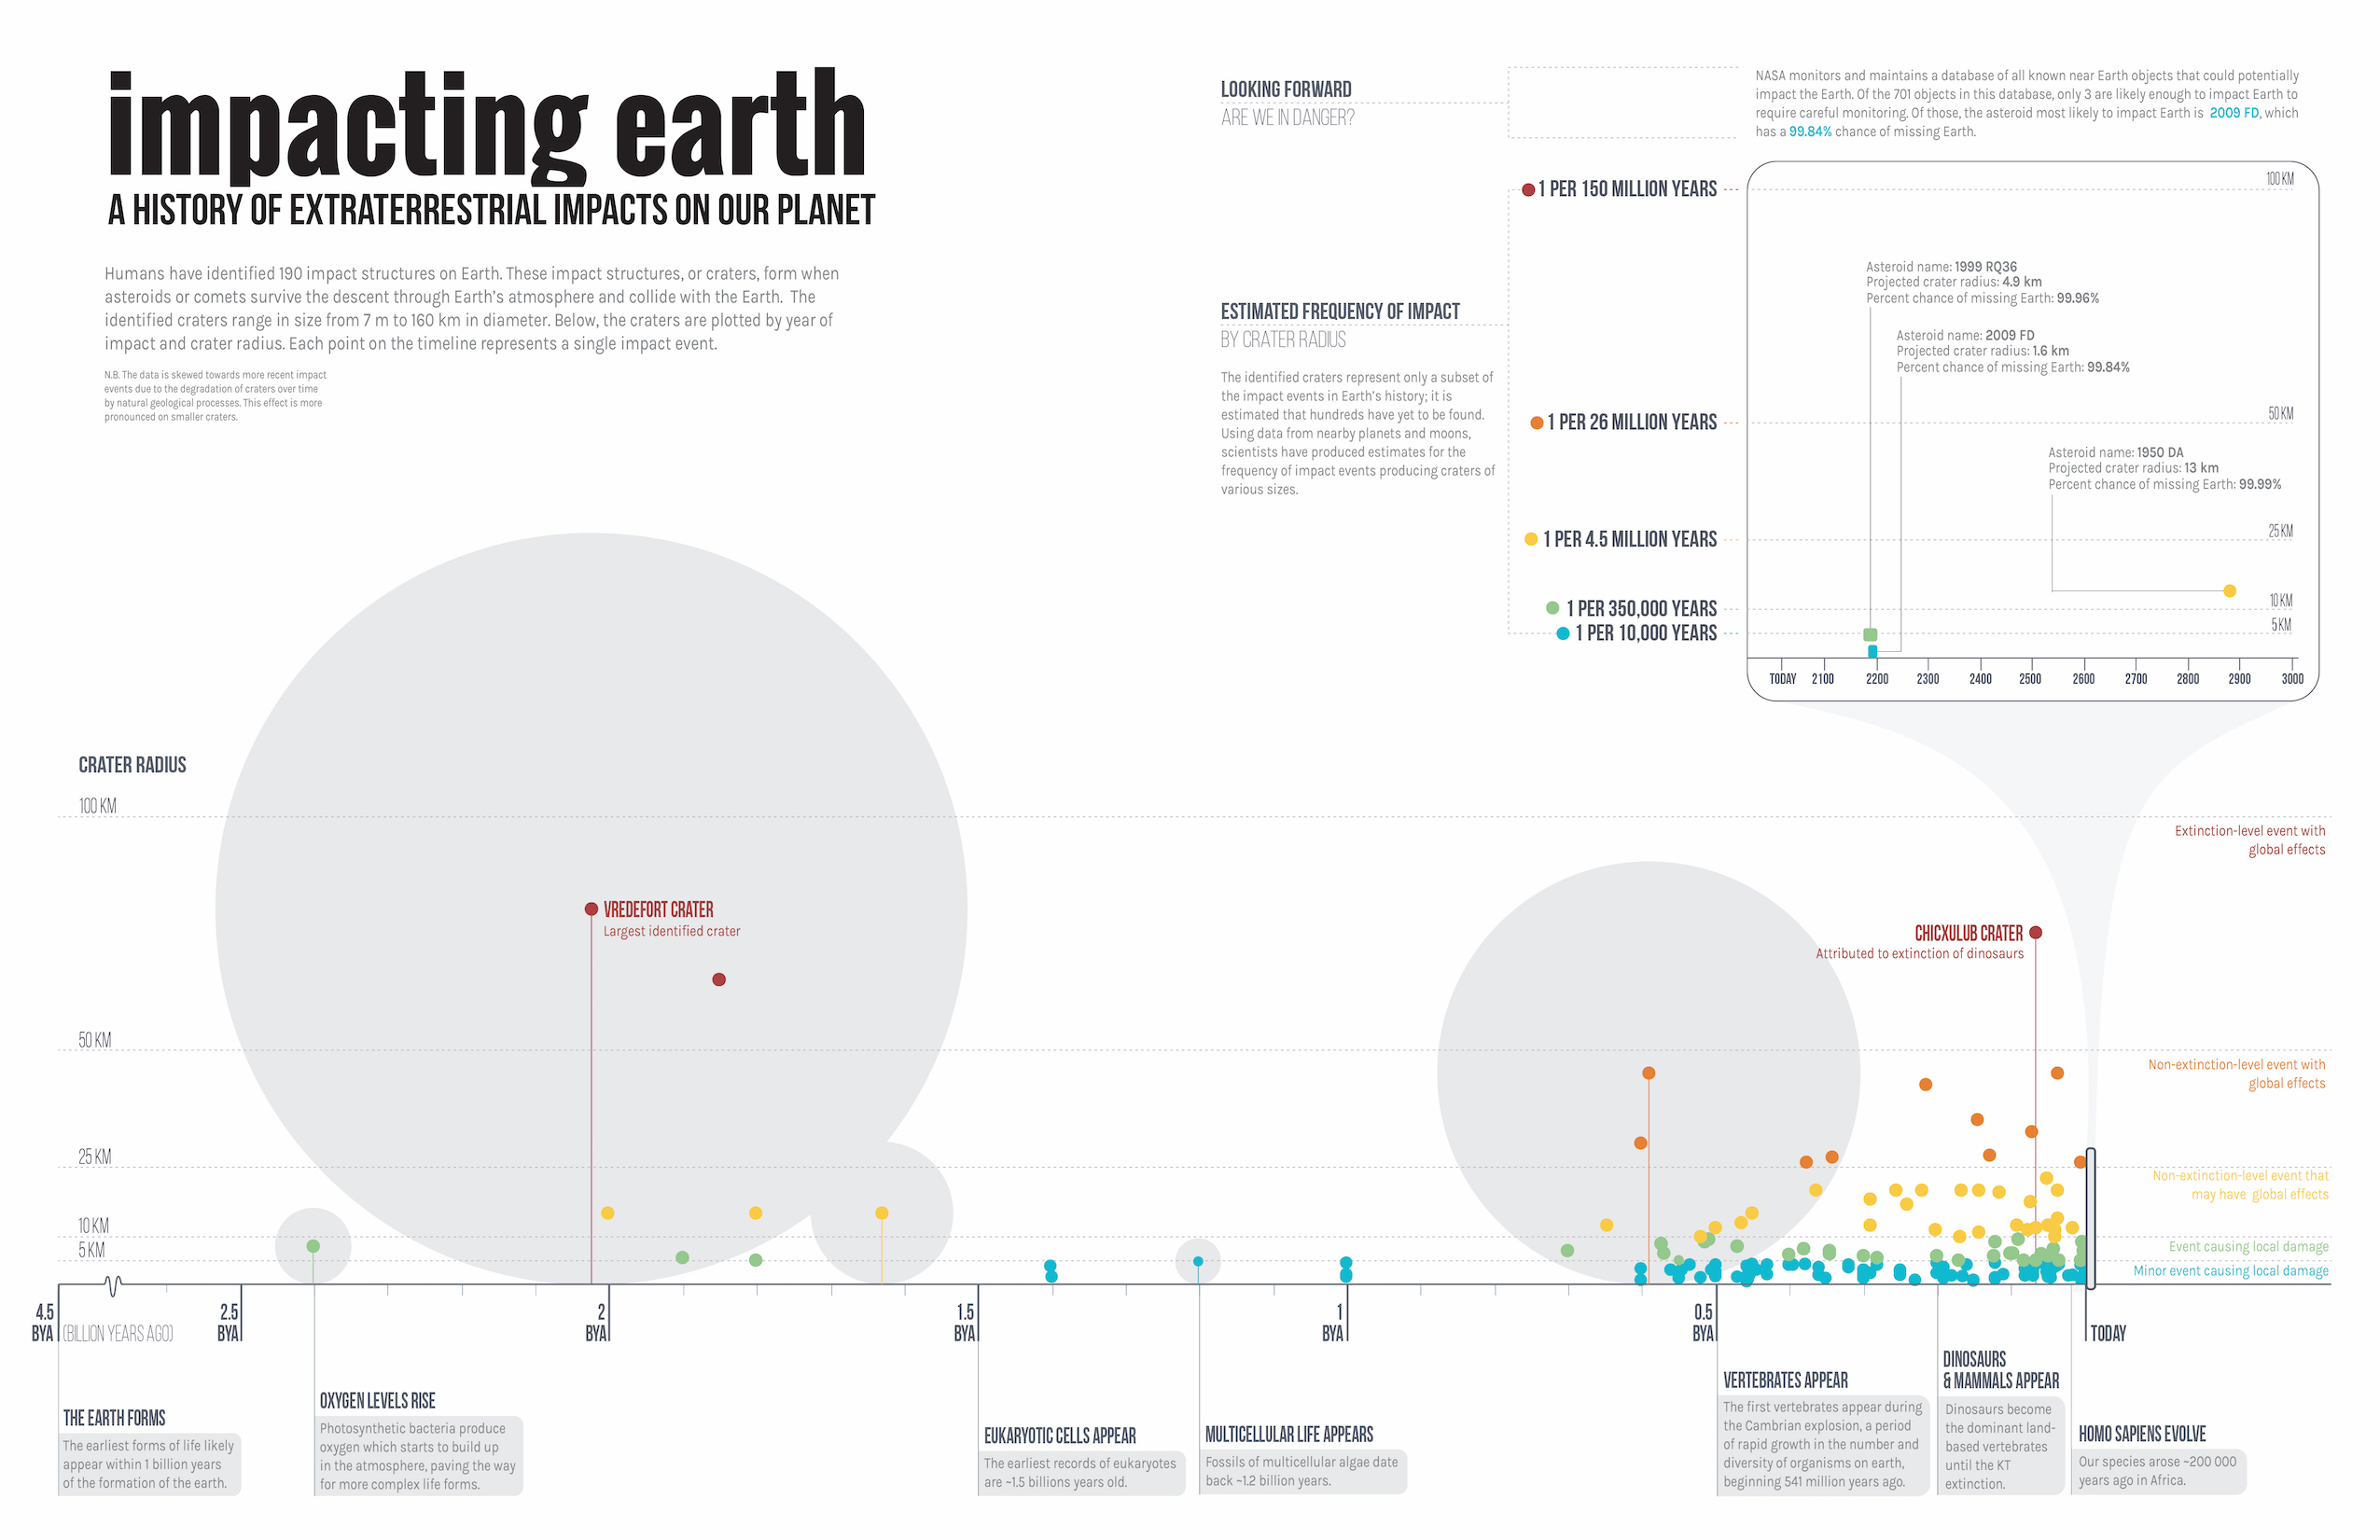 impacting earth
A HISTORY OF EXTRATERRESTRIAL IMPACTS ON OUR PLANET
Humans have identified 190 impact structures on Earth. These impact structures, or craters, form when
asteroids or comets survive the descent through Earth's atmosphere and collide with the Earth. The
identified craters range in size from 7 m to 160 km in diameter. Below, the craters are plotted by year of
impact and crater radius. Each point on the timeline represents a single impact event.
N.B. The data is skewed towards more recent impact
events due to the degradation of craters over time
by natural geological processes. This effect is more
pronounced on smaller craters.
LOOKING FORWARD
ARE WE IN DANGER?
NASA monitors and maintains a database of all known near Earth objects that could potentially
impact the Earth. Of the 701 objects in this database, only 3 are likely enough to impact Earth to
require careful monitoring. Of those, the asteroid most likely to impact Earth is 2009 FD, which
has a 99.84% chance of missing Earth.
ESTIMATED FREQUENCY OF IMPACT
BY CRATER RADIUS
The identified craters represent only a subset of
the impact events in Earth's history; it is
estimated that hundreds have yet to be found.
Using data from nearby planets and moons,
scientists have produced estimates for the
frequency of impact events producing craters of
various sizes.
1 PER 150 MILLION YEARS
1 PER 26 MILLION YEARS
1 PER 4.5 MILLION YEARS
1 PER 350,000 YEARS
1 PER 10,000 YEARS
100 KM
Asteroid name: 1999 RQ36
Projected crater radius: 4.9 km
Percent chance of missing Earth: 99.96%
Asteroid name: 2009 FD
Projected crater radius: 1.6 km
Percent chance of missing Earth: 99.84%
50 KM
Asteroid name: 1950 DA
Projected crater radius: 13 km
Percent chance of missing Earth: 99.99%
25 KM
10 KM
5 KM
TODAY 2100 2200 2300 2400 2500 2600 2700 2800 2900 3000
CRATER RADIUS
100 KM
50 KM
25 KM
10 KM
5 KM
VREDEFORT CRATER
Largest identified crater
CHICXULUB CRATER
Attributed to extinction of dinosaurs
Extinction-level event with
global effects
Non-extinction-level event with
global effects
Non-extinction-level event that
may have global effects
Event causing local damage
Minor event causing local damage
4.5
BYA
(BILLION YEARS AGO)
2.5
BYA
2
BYA
1.5
BYA
1
BYA
0.5
BYA
TODAY
THE EARTH FORMS
The earliest forms of life likely
appear within 1 billion years
of the formation of the earth.
OXYGEN LEVELS RISE
Photosynthetic bacteria produce
oxygen which starts to build up
in the atmosphere, paving the way
for more complex life forms.
EUKARYOTIC CELLS APPEAR
The earliest records of eukaryotes
are ~1.5 billions years old.
MULTICELLULAR LIFE APPEARS
Fossils of multicellular algae date
back ~1.2 billion years.
VERTEBRATES APPEAR
The first vertebrates appear during
the Cambrian explosion, a period
of rapid growth in the number and
diversity of organisms on earth,
beginning 541 million years ago.
DINOSAURS
& MAMMALS APPEAR
Dinosaurs become
the dominant land-
based vertebrates
until the KT
extinction.
HOMO SAPIENS EVOLVE
Our species arose ~200 000
years ago in Africa.